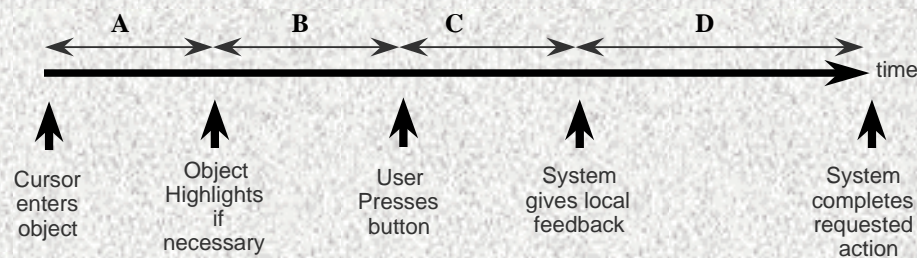 A B C D
time
Cursor
enters
object
Object
Highlights
if
necessary
User
Presses
button
System
gives local
feedback
System
completes
requested
action